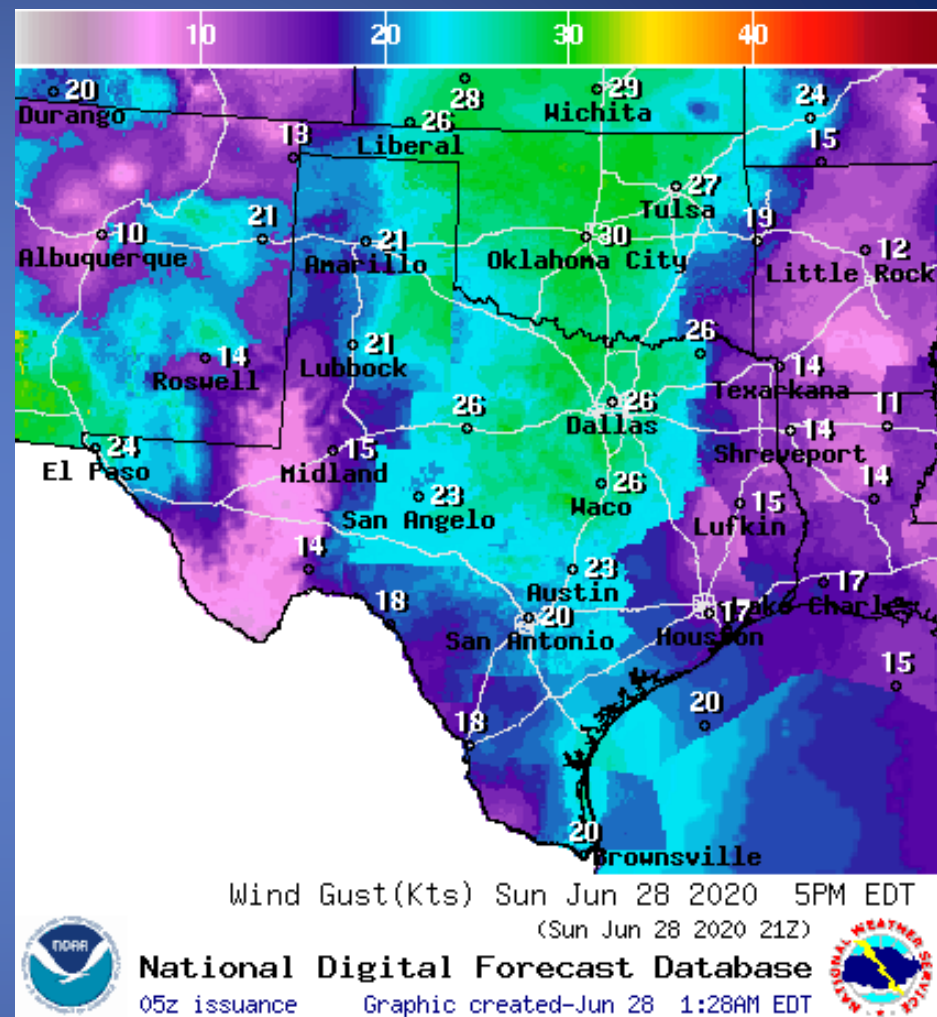 10 20 30 40
20
Durango
13
28
26
Liberal
29
Wichita
24
15
27
Tulsa
10
Albuquerque
21
21
Amarillo
30
Oklahoma City
19
12
Little Rock
14
Roswell
21
Lubbock
26
14
Texarkana
24
El Paso
15
Midland
26
26
Dallas
14
Shreveport
11
23
San Angelo
26
Waco
15
Lufkin
14
14
18
23
Austin
20
San Antonio
17
Houston
17
Lake Charles
15
20
18
20
Brownsville
Wind Gust(Kts) Sun Jun 28 2020 5PM EDT
(Sun Jun 28 2020 21Z)
NOAA
National Digital Forecast Database
05z issuance Graphic created-Jun 28 1:28AM EDT
NATIONAL WEATHER SERVICE